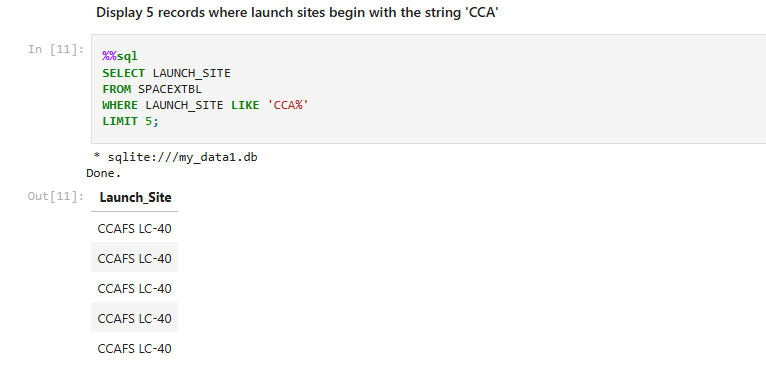 Display 5 records where launch sites begin with the string 'CCA'
In [11]:
%%sql
SELECT LAUNCH_SITE
FROM SPACEXTBL
WHERE LAUNCH_SITE LIKE 'CCA%'
LIMIT 5;
* sqlite:///my_data1.db
Done.
Out[11]:
Launch_Site
CCAFS LC-40
CCAFS LC-40
CCAFS LC-40
CCAFS LC-40
CCAFS LC-40